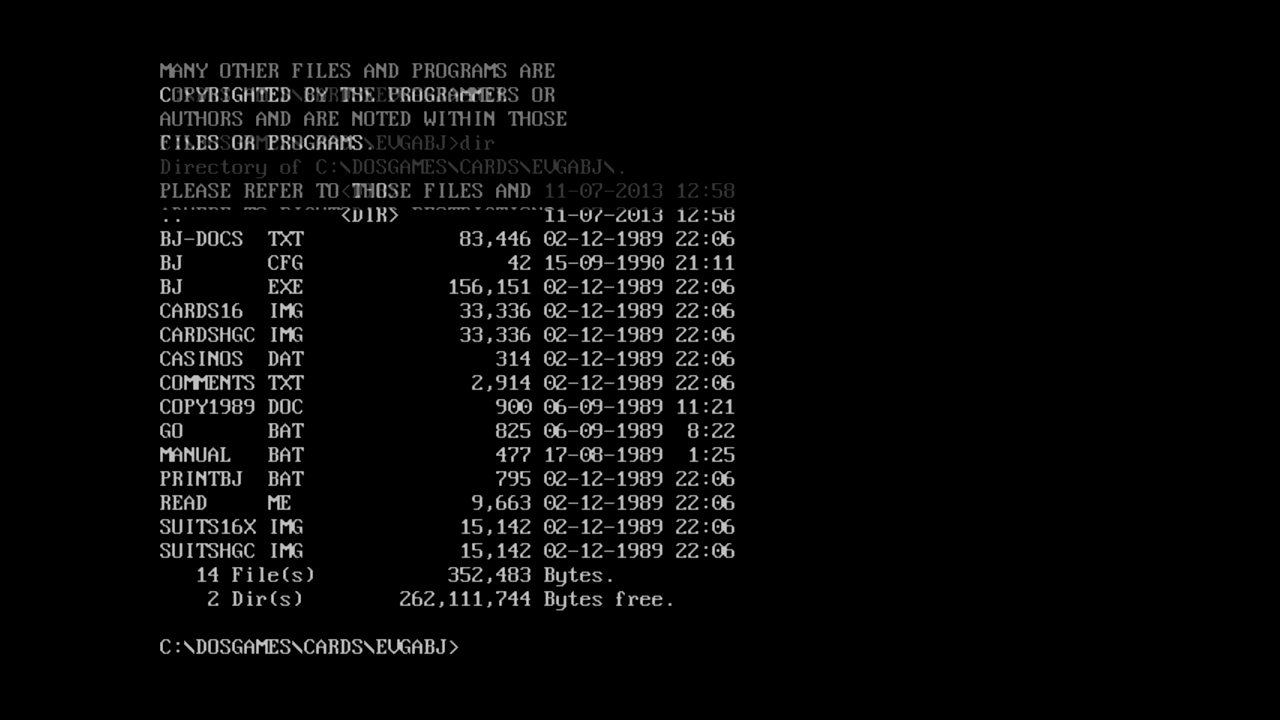 MANY OTHER FILES AND PROGRAMS ARE
COPYRIGHTED BY THE PROGRAMMERS OR
AUTHORS AND ARE NOTED WITHIN THOSE
FILES OR PROGRAMS. \EVGABJ>dir
Directory of C:\DOSGAMES\CARDS\EVGABJ\.
PLEASE REFER TO THOSE FILES AND 11-07-2013 12:58
.. <DIR> 11-07-2013 12:58
BJ-DOCS TXT 83,446 02-12-1989 22:06
BJ CFG 42 15-09-1990 21:11
BJ EXE 156,151 02-12-1989 22:06
CARDS16 IMG 33,336 02-12-1989 22:06
CARDSHGC IMG 33,336 02-12-1989 22:06
CASINOS DAT 314 02-12-1989 22:06
COMMENTS TXT 2,914 02-12-1989 22:06
COPY1989 DOC 900 06-09-1989 11:21
GO BAT 825 06-09-1989 8:22
MANUAL BAT 477 17-08-1989 1:25
PRINTBJ BAT 795 02-12-1989 22:06
READ ME 9,663 02-12-1989 22:06
SUITS16X IMG 15,142 02-12-1989 22:06
SUITSHGC IMG 15,142 02-12-1989 22:06
14 File(s) 352,483 Bytes.
2 Dir(s) 262,111,744 Bytes free.
C:\DOSGAMES\CARDS\EVGABJ>